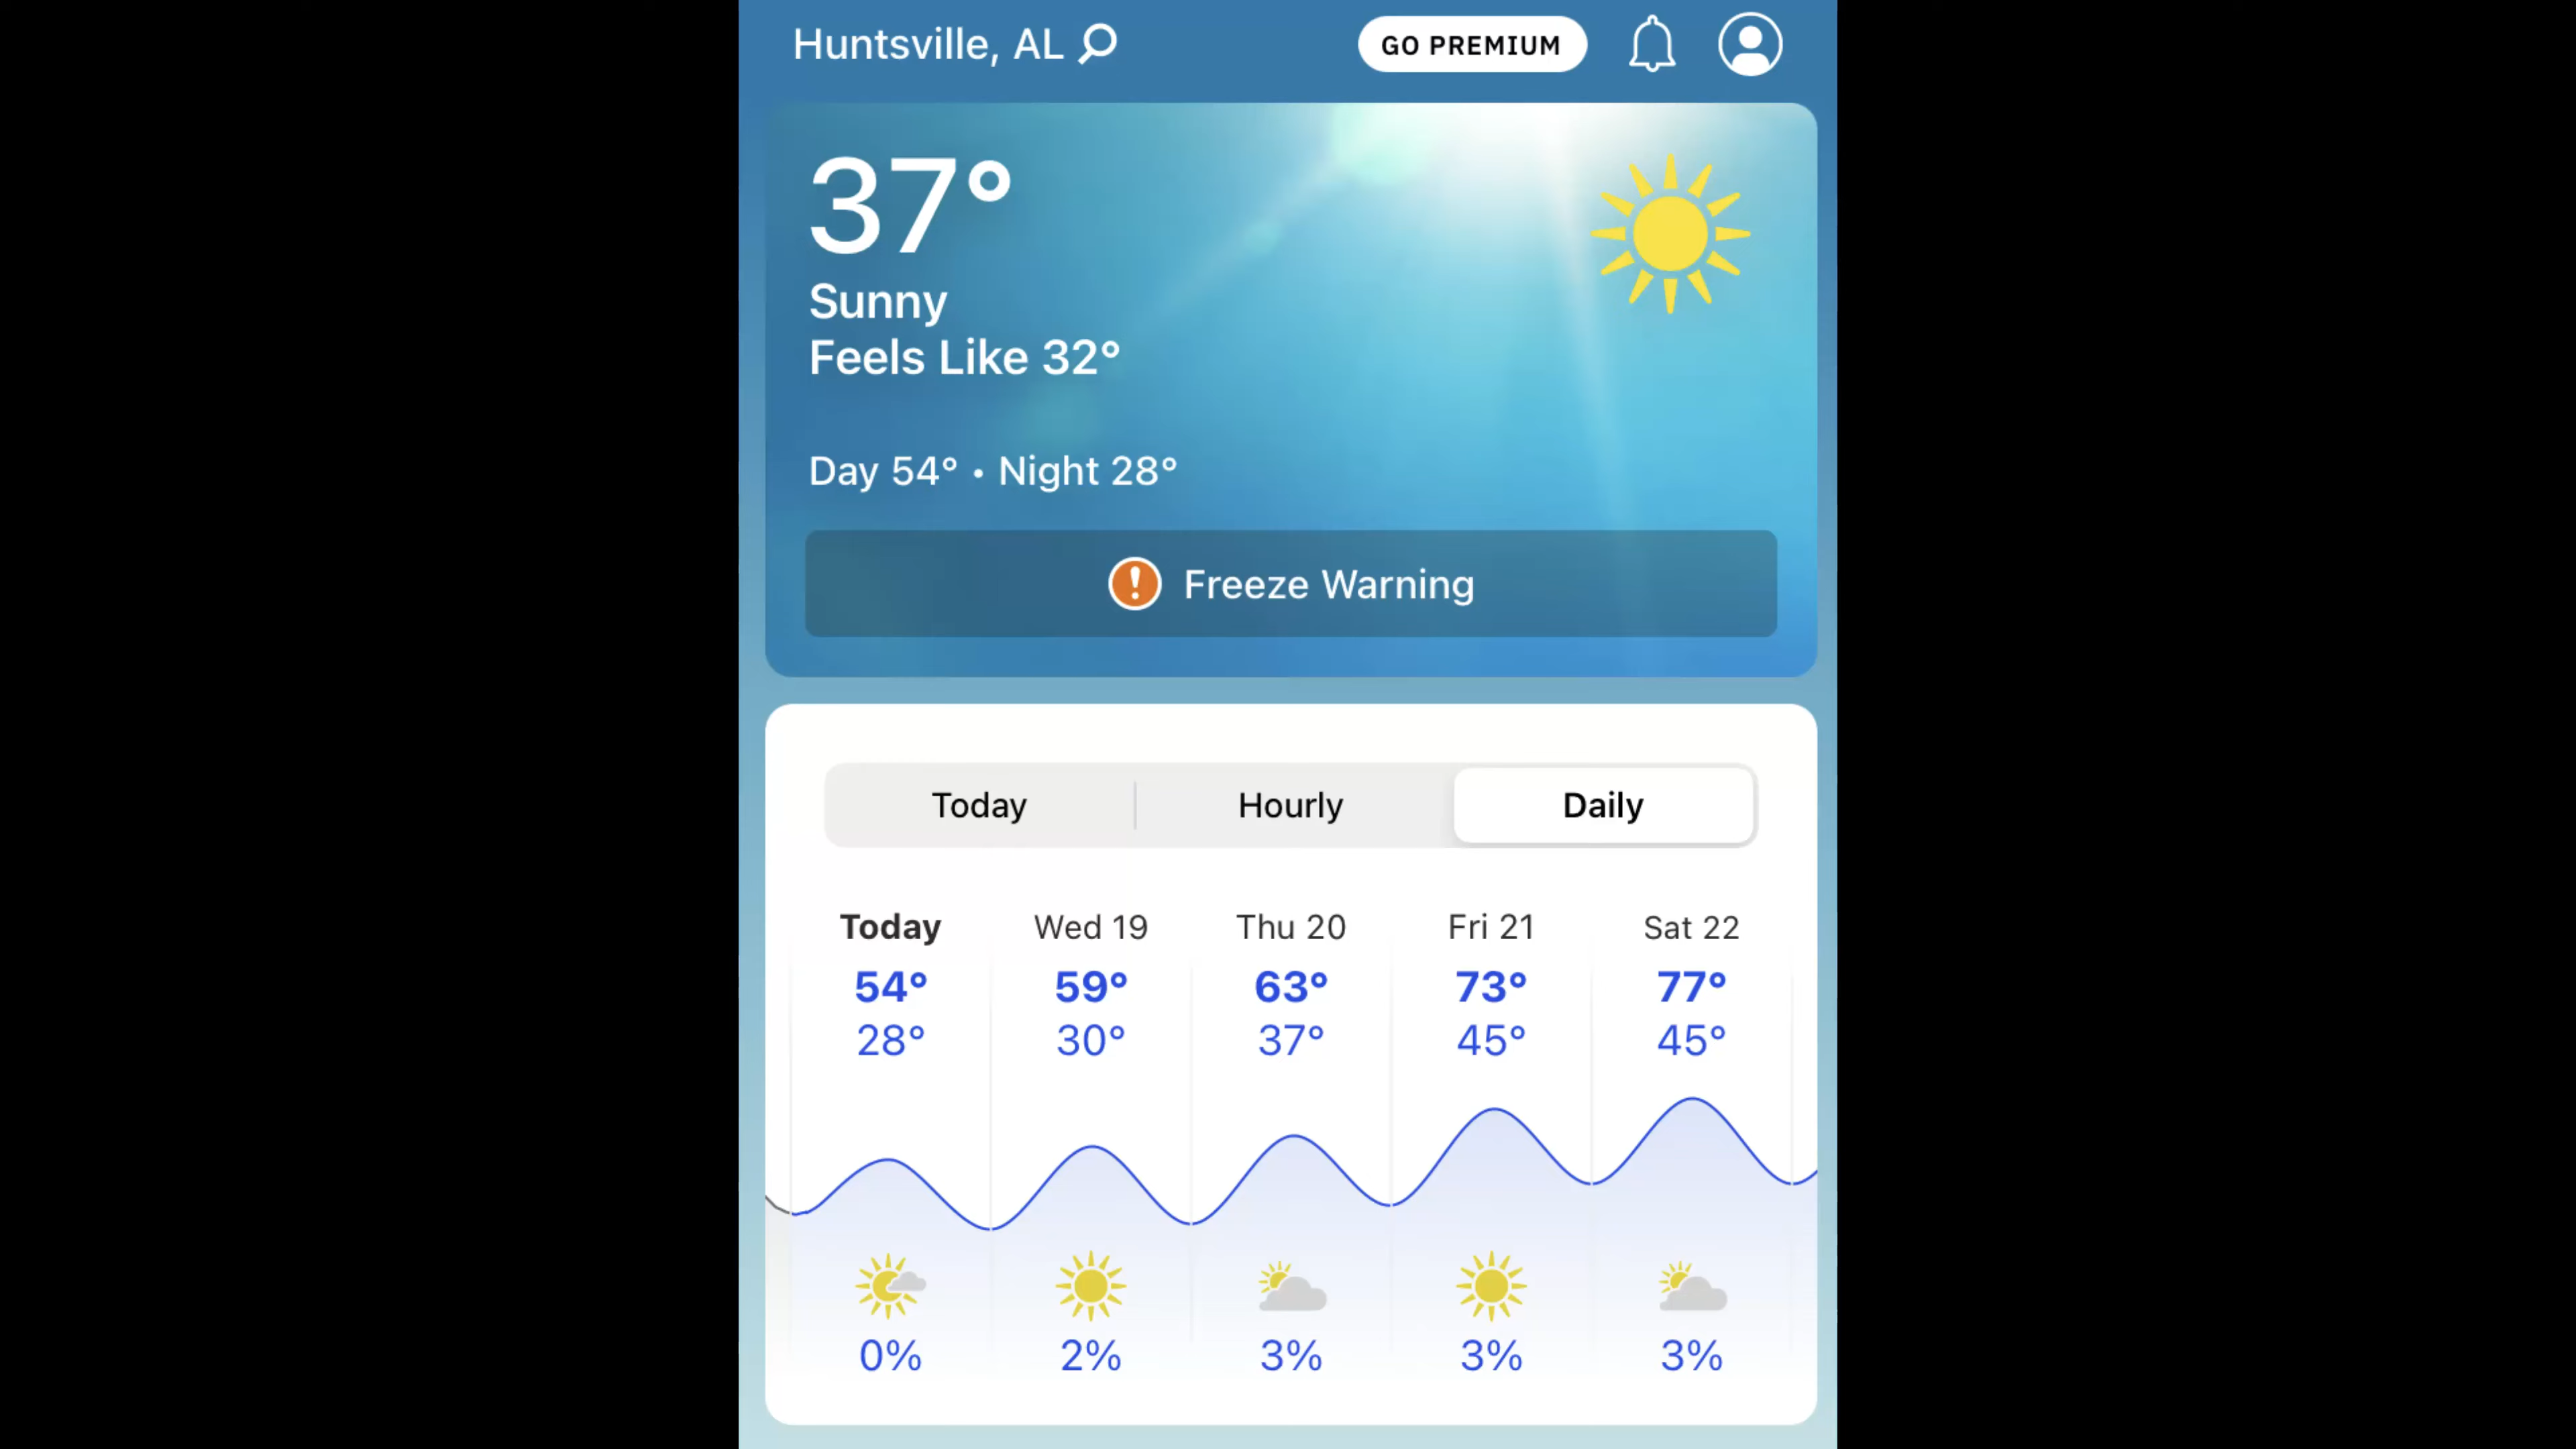 Huntsville, AL
GO PREMIUM
37°
Sunny
Feels Like 32°
Day 54° • Night 28°
Freeze Warning
Today Hourly Daily
Today Wed 19 Thu 20 Fri 21 Sat 22
54° 59° 63° 73° 77°
28° 30° 37° 45° 45°
0% 2% 3% 3% 3%